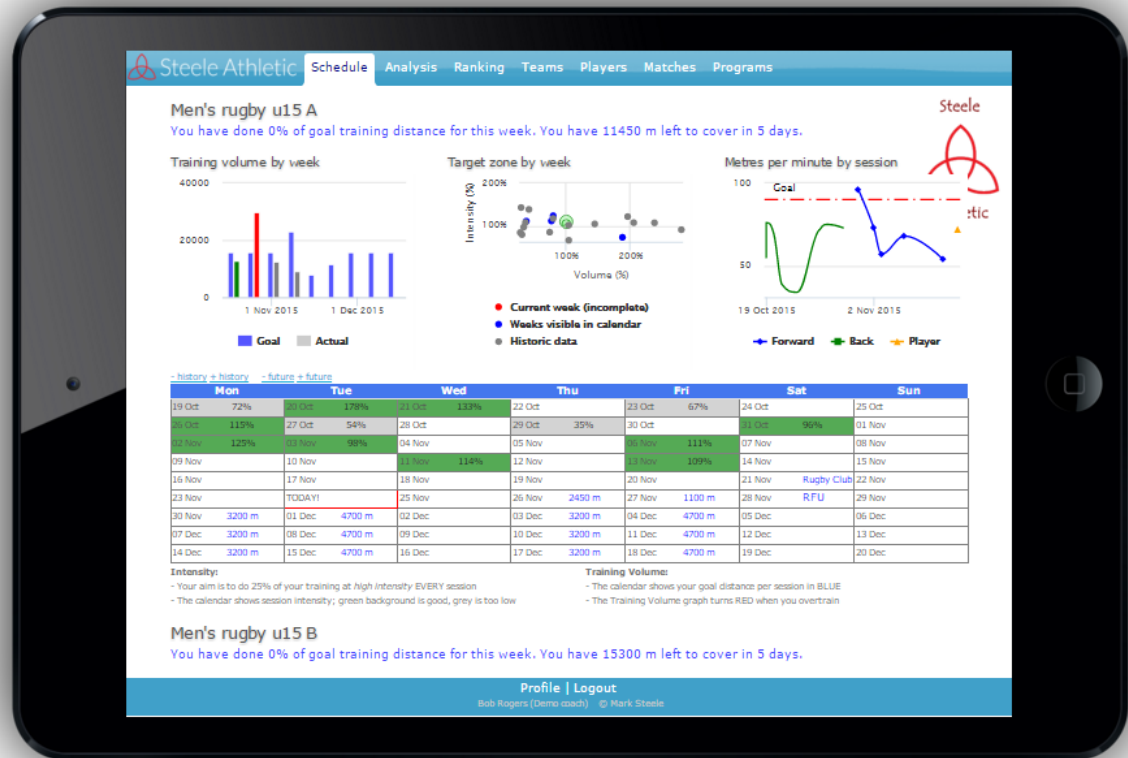 Steele Athletic Schedule Analysis Ranking Teams Players Matches Programs
Men's rugby u15 A
Steele
You have done 0% of goal training distance for this week. You have 11450 m left to cover in 5 days.
Training volume by week
Target zone by week
Metres per minute by session
40000
20000
0
1 Nov 2015 1 Dec 2015
Goal Actual
Intensity (%)
200%
100%
100% 200%
Volume (%)
Current week (incomplete)
Weeks visible in calendar
Historic data
100
Goal
50
19 Oct 2015 2 Nov 2015
Forward Back Player
etic
- history + history - future + future
Mon Tue Wed Thu Fri Sat Sun
19 Oct 72% 20 Oct 178% 21 Oct 133% 22 Oct 23 Oct 67% 24 Oct 25 Oct
26 Oct 115% 27 Oct 54% 28 Oct 29 Oct 35% 30 Oct 31 Oct 96% 01 Nov
02 Nov 125% 03 Nov 98% 04 Nov 05 Nov 06 Nov 111% 07 Nov 08 Nov
09 Nov 10 Nov 11 Nov 114% 12 Nov 13 Nov 109% 14 Nov 15 Nov
16 Nov 17 Nov 18 Nov 19 Nov 20 Nov 21 Nov Rugby Club 22 Nov
23 Nov TODAY! 25 Nov 26 Nov 2450 m 27 Nov 1100 m 28 Nov RFU 29 Nov
30 Nov 3200 m 01 Dec 4700 m 02 Dec 03 Dec 3200 m 04 Dec 4700 m 05 Dec 06 Dec
07 Dec 3200 m 08 Dec 4700 m 09 Dec 10 Dec 3200 m 11 Dec 4700 m 12 Dec 13 Dec
14 Dec 3200 m 15 Dec 4700 m 16 Dec 17 Dec 3200 m 18 Dec 4700 m 19 Dec 20 Dec
Intensity:
- Your aim is to do 25% of your training at high intensity EVERY session
- The calendar shows session intensity; green background is good, grey is too low
Training Volume:
- The calendar shows your goal distance per session in BLUE
- The Training Volume graph turns RED when you overtrain
Men's rugby u15 B
You have done 0% of goal training distance for this week. You have 15300 m left to cover in 5 days.
Profile | Logout
Bob Rogers (Demo coach) © Mark Steele